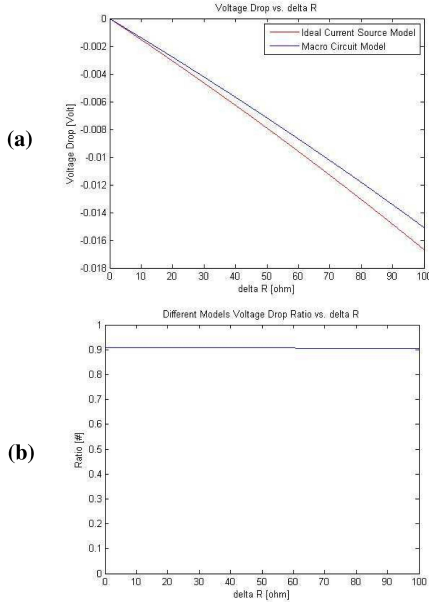 (a)
Voltage Drop vs. delta R
Ideal Current Source Model
Macro Circuit Model
Voltage Drop [Volt]
0
-0.002
-0.004
-0.006
-0.008
-0.01
-0.012
-0.014
-0.016
-0.018
0 10 20 30 40 50 60 70 80 90 100
delta R [ohm]
(b)
Different Models Voltage Drop Ratio vs. delta R
Ratio [#]
1
0.9
0.8
0.7
0.6
0.5
0.4
0.3
0.2
0.1
0
0 10 20 30 40 50 60 70 80 90 100
delta R [ohm]